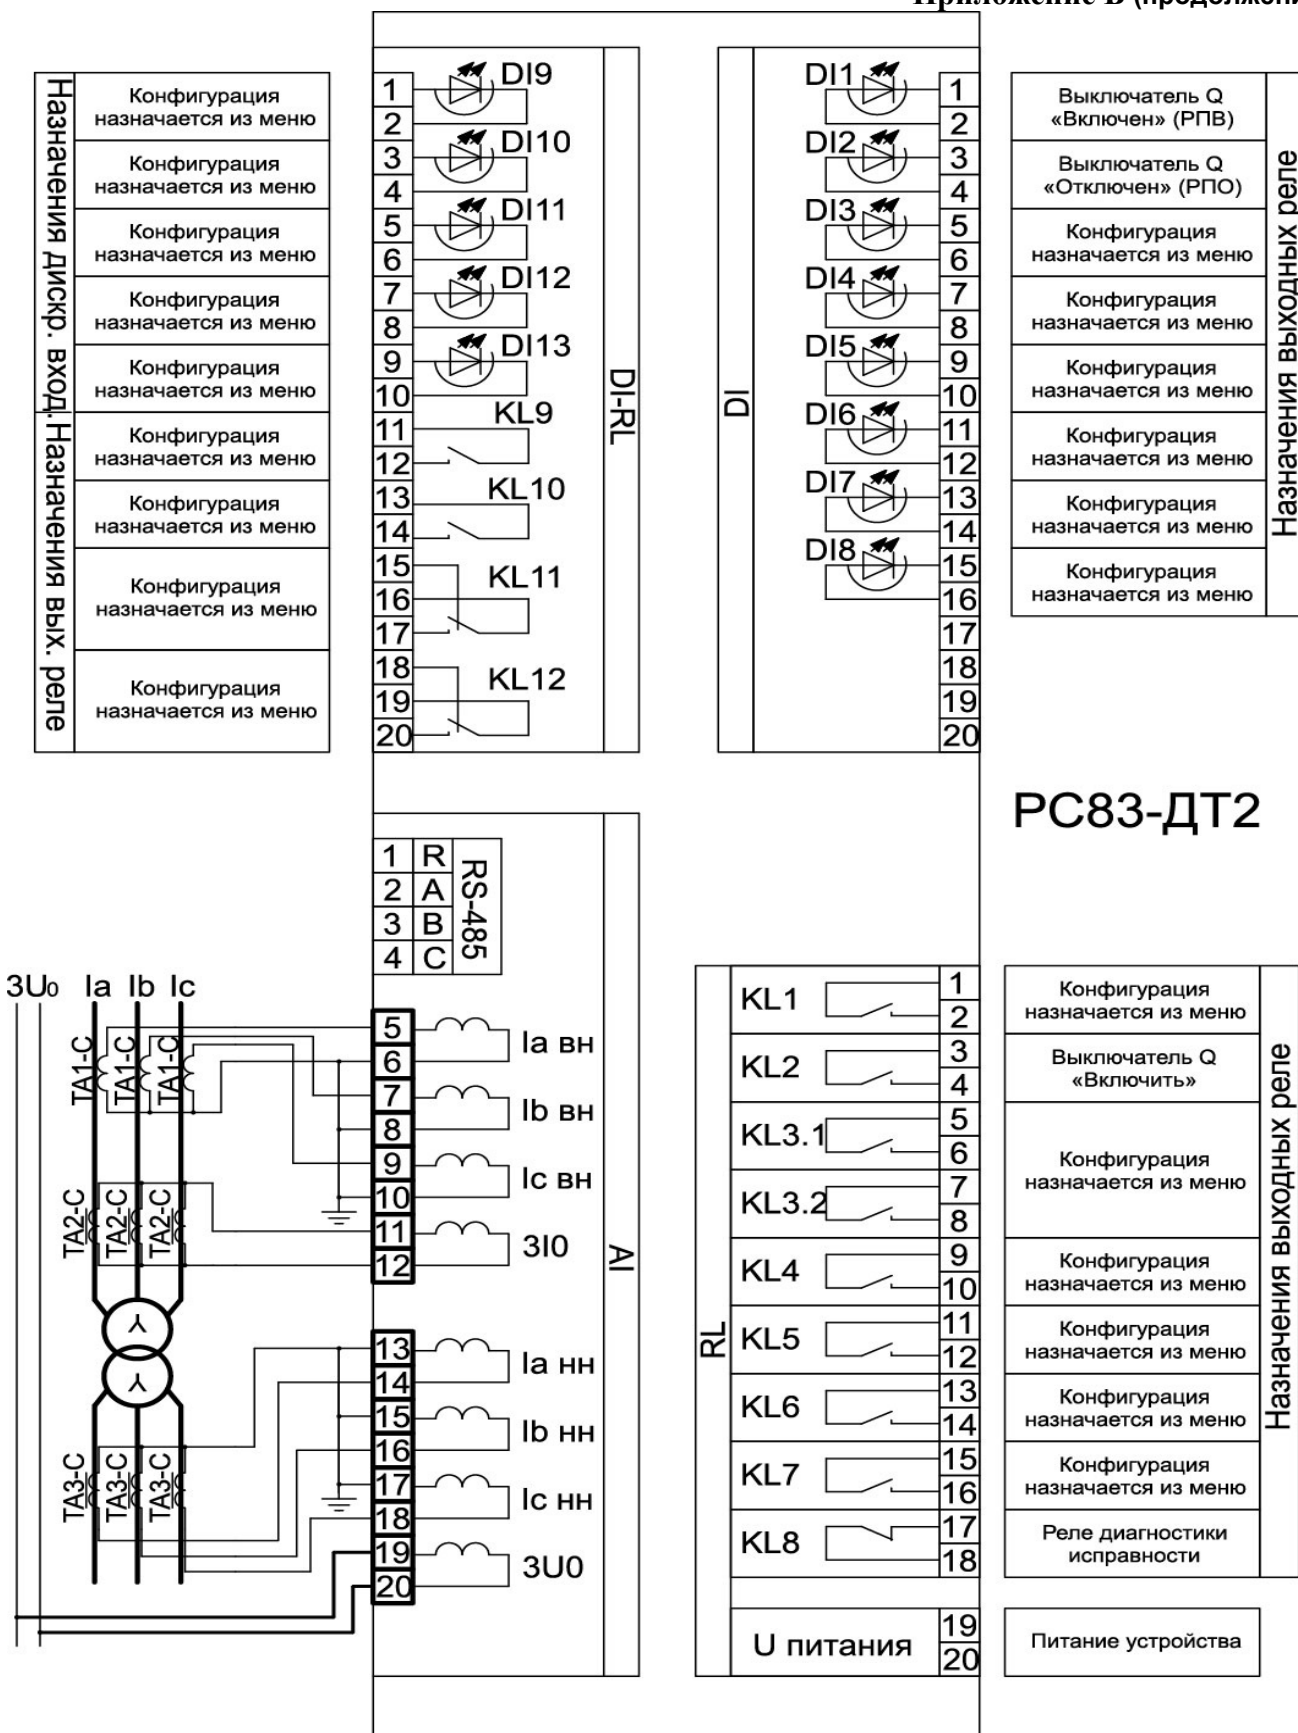 Приложение В (продолжени
Назначения дискр. вход.
Конфигурация
назначается из меню
Конфигурация
назначается из меню
Конфигурация
назначается из меню
Конфигурация
назначается из меню
Конфигурация
назначается из меню
Назначения вых. реле
Конфигурация
назначается из меню
Конфигурация
назначается из меню
Конфигурация
назначается из меню
Конфигурация
назначается из меню
1
2
3
4
5
6
7
8
9
10
11
12
13
14
15
16
17
18
19
20
DI9
DI10
DI11
DI12
DI13
KL9
KL10
KL11
KL12
DI-RL
DI
DI1
DI2
DI3
DI4
DI5
DI6
DI7
DI8
1
2
3
4
5
6
7
8
9
10
11
12
13
14
15
16
17
18
19
20
Выключатель Q
«Включен» (РПВ)
Выключатель Q
«Отключен» (РПО)
Конфигурация
назначается из меню
Конфигурация
назначается из меню
Конфигурация
назначается из меню
Конфигурация
назначается из меню
Конфигурация
назначается из меню
Конфигурация
назначается из меню
Назначения выходных реле
РС83-ДТ2
1 R
2 A
3 B
4 C
RS-485
3U0 Ia Ib Ic
TA1-C TA1-C TA1-C
TA2-C TA2-C TA2-C
TA3-C TA3-C TA3-C
5
6
7
8
9
10
11
12
13
14
15
16
17
18
19
20
Ia вн
Ib вн
Ic вн
3I0
Ia нн
Ib нн
Ic нн
3U0
AI
RL
KL1
KL2
KL3.1
KL3.2
KL4
KL5
KL6
KL7
KL8
U питания
1
2
3
4
5
6
7
8
9
10
11
12
13
14
15
16
17
18
19
20
Конфигурация
назначается из меню
Выключатель Q
«Включить»
Конфигурация
назначается из меню
Конфигурация
назначается из меню
Конфигурация
назначается из меню
Конфигурация
назначается из меню
Конфигурация
назначается из меню
Реле диагностики
исправности
Назначения выходных реле
Питание устройства